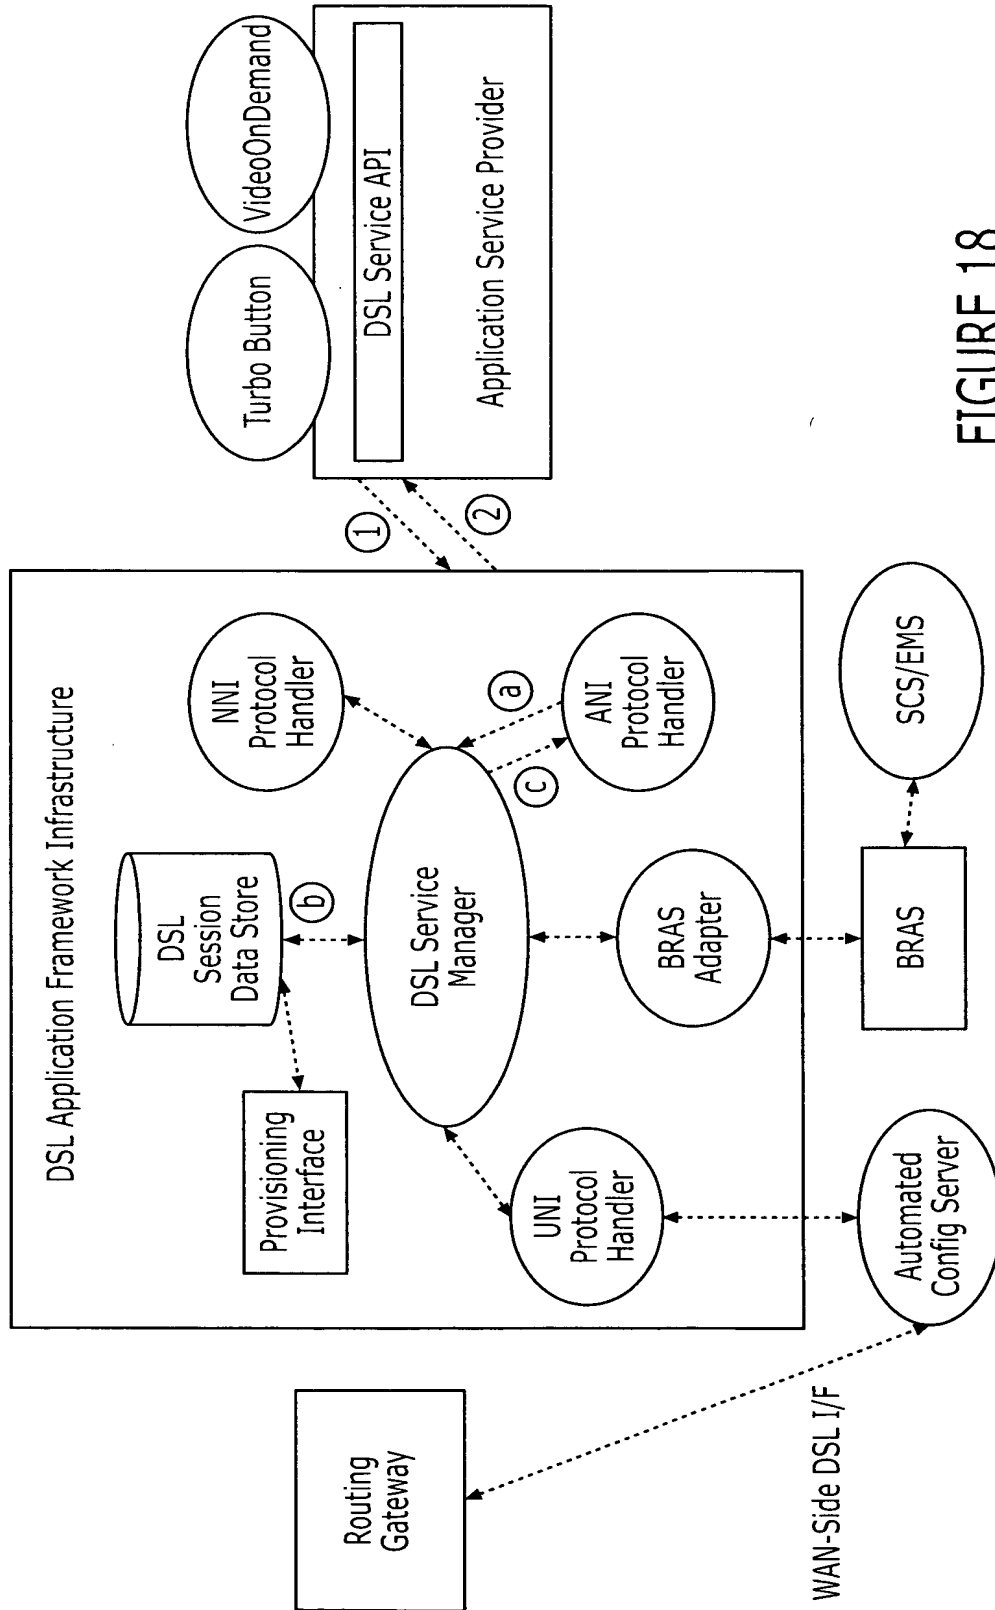 DSL Application Framework Infrastructure
Routing
Gateway
Provisioning
Interface
DSL
Session
Data Store
NNI
Protocol
Handler
b
DSL Service
Manager
a
c
UNI
Protocol
Handler
BRAS
Adapter
ANI
Protocol
Handler
1
2
Turbo Button
VideoOnDemand
DSL Service API
Application Service Provider
WAN-Side DSL I/F
Automated
Config Server
BRAS
SCS/EMS
FIGURE 18